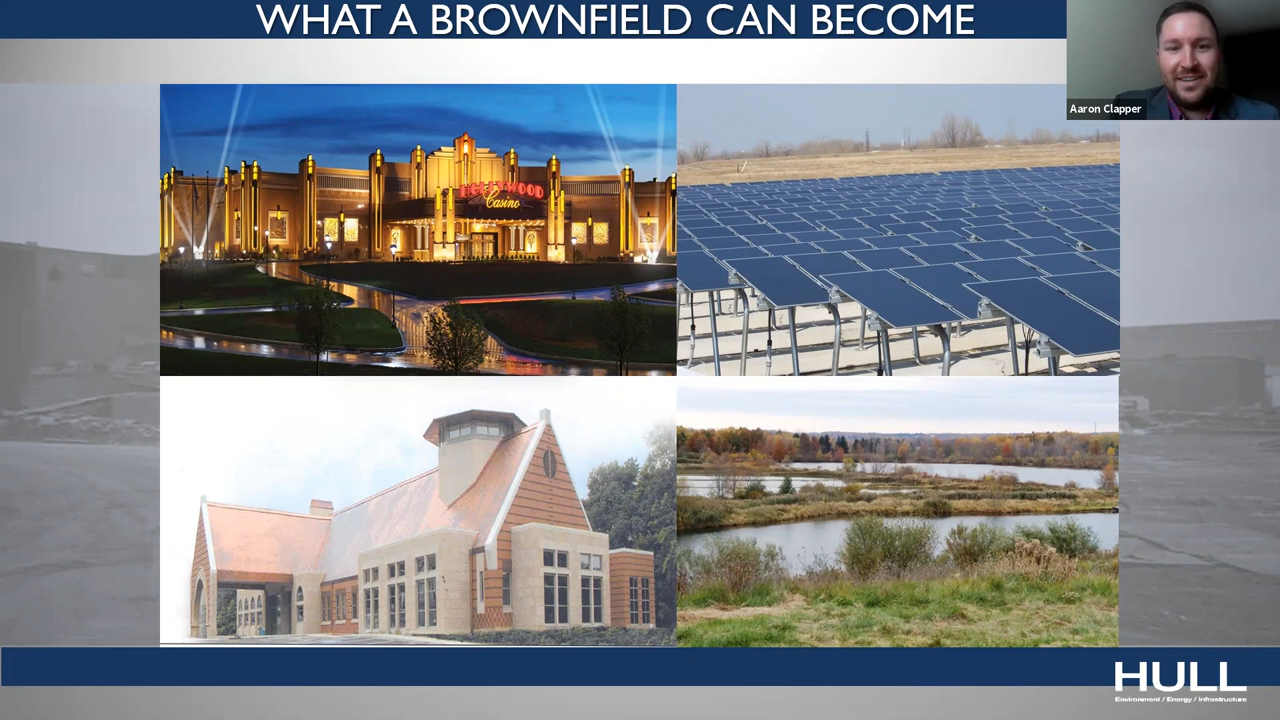 WHAT A BROWNFIELD CAN BECOME
Aaron Clapper
HOLLYWOOD
Casino
HULL
Environment / Energy / Infrastructure